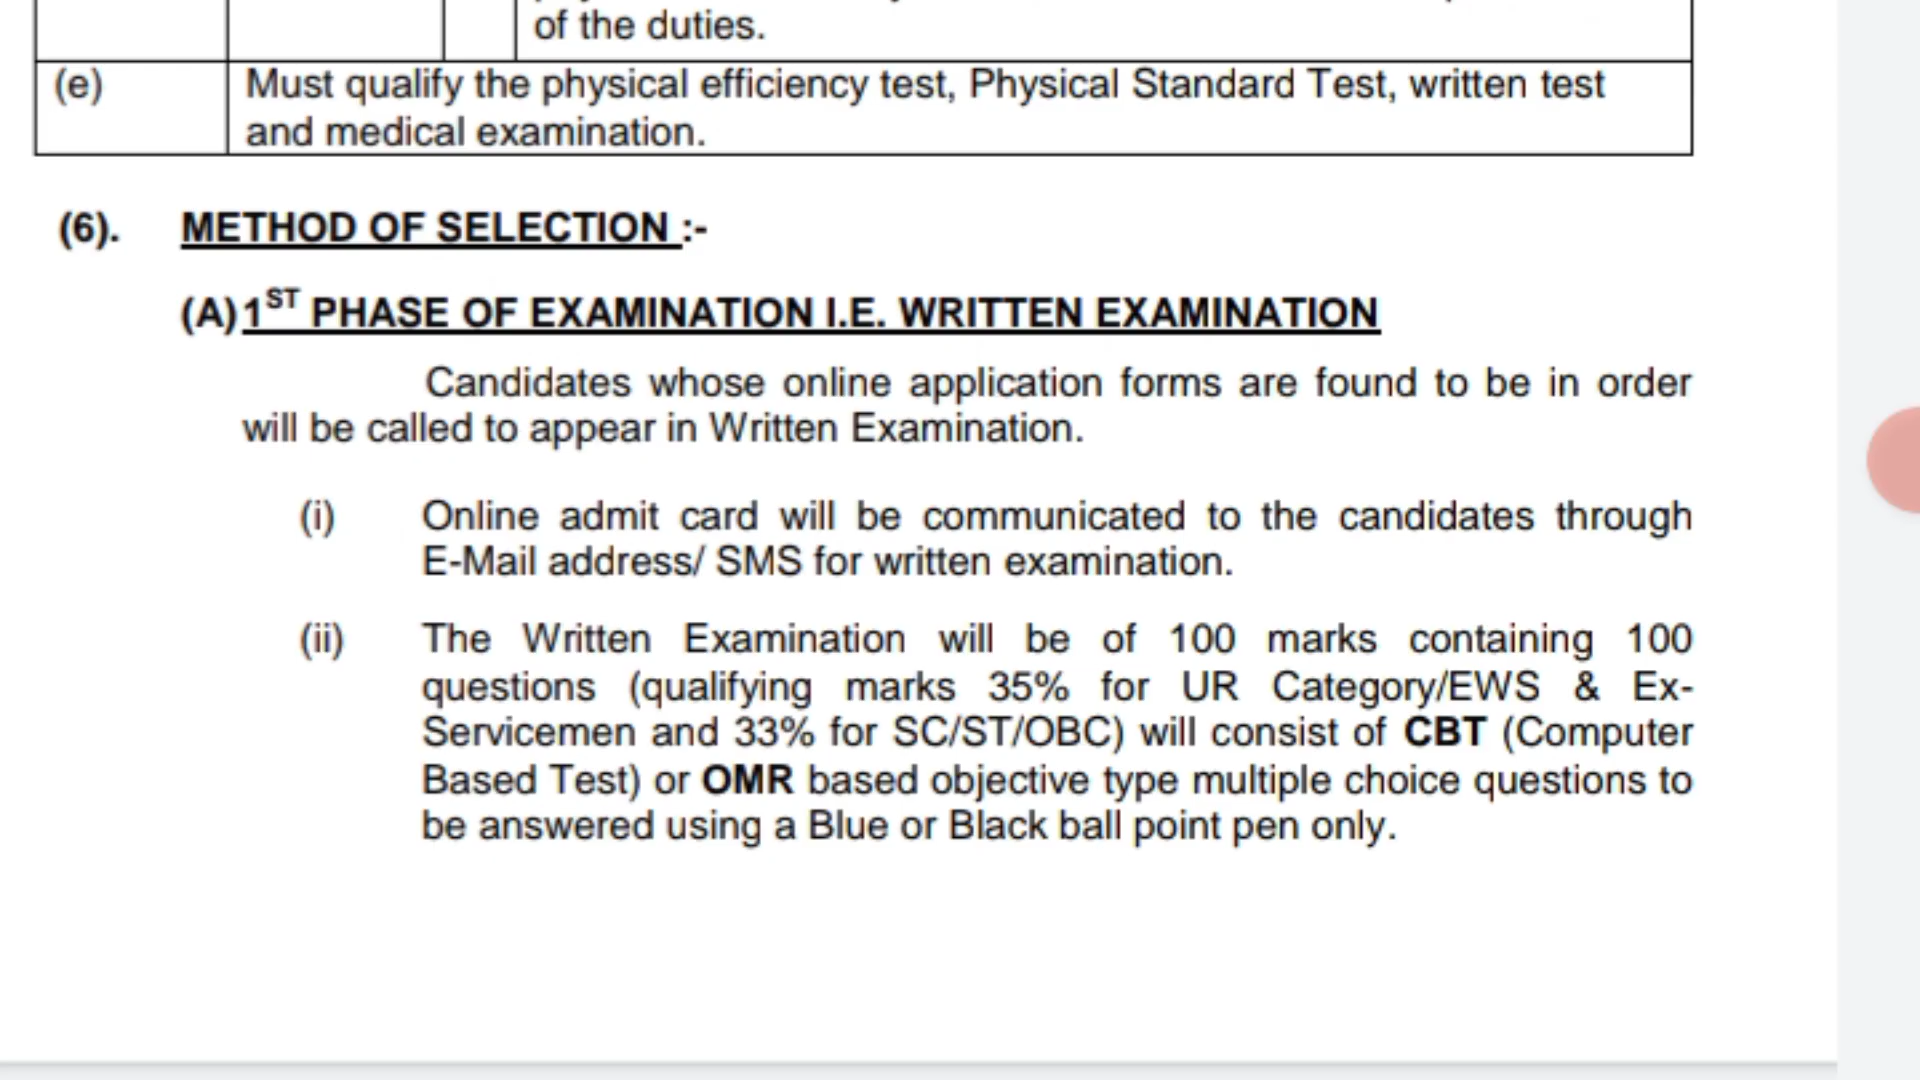 of the duties.
(e) Must qualify the physical efficiency test, Physical Standard Test, written test
and medical examination.
(6). METHOD OF SELECTION :-
(A) 1ST PHASE OF EXAMINATION I.E. WRITTEN EXAMINATION
Candidates whose online application forms are found to be in order
will be called to appear in Written Examination.
(i) Online admit card will be communicated to the candidates through
E-Mail address/ SMS for written examination.
(ii) The Written Examination will be of 100 marks containing 100
questions (qualifying marks 35% for UR Category/EWS & Ex-
Servicemen and 33% for SC/ST/OBC) will consist of CBT (Computer
Based Test) or OMR based objective type multiple choice questions to
be answered using a Blue or Black ball point pen only.